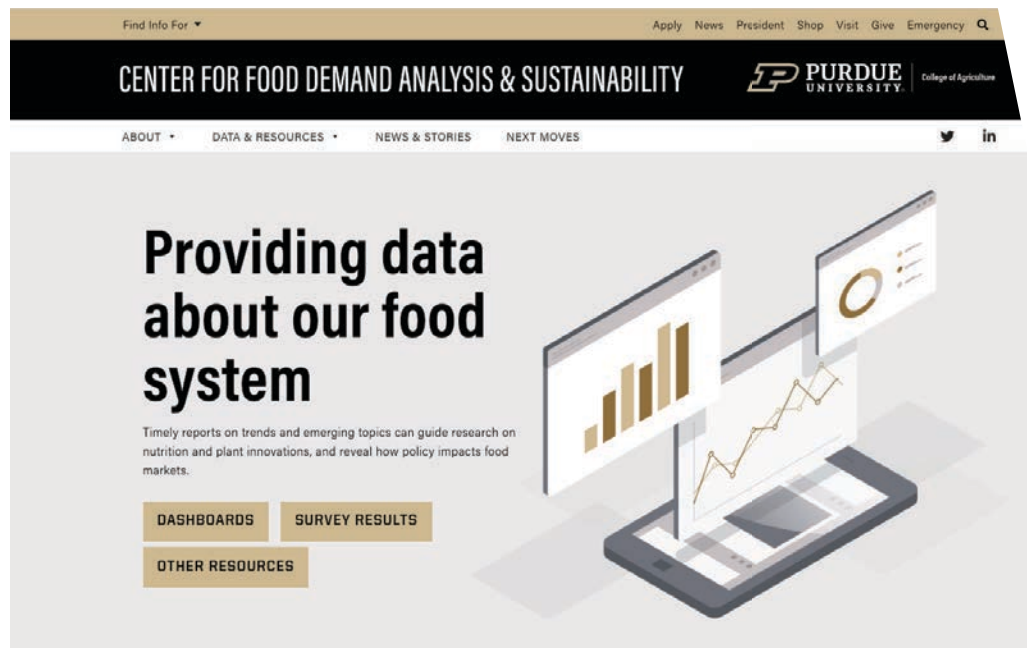 Find Info For
Apply News President Shop Visit Give Emergency
CENTER FOR FOOD DEMAND ANALYSIS & SUSTAINABILITY
PURDUE
UNIVERSITY
College of Agriculture
ABOUT
DATA & RESOURCES
NEWS & STORIES
NEXT MOVES
in
Providing data
about our food
system
Timely reports on trends and emerging topics can guide research on
nutrition and plant innovations, and reveal how policy impacts food
markets.
DASHBOARDS
SURVEY RESULTS
OTHER RESOURCES